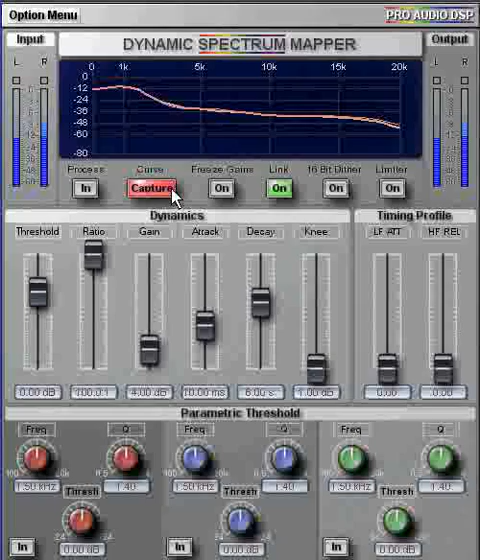 Option Menu PRO AUDIO DSP
Input DYNAMIC SPECTRUM MAPPER Output
L R 0 1k 5k 10k 15k 20k L R
0
-12
-24
-36
-48
-60
-80
Process Curve Freeze Gains Link 16 Bit Dither Limiter
In Capture On On On On
Dynamics Timing Profile
Threshold Ratio Gain Attack Decay Knee LF ATT HF REL
0.00 dB 100.0:1 4.00 dB 10.00 ms 1.00 dB 0.00 0.00
Parametric Threshold
Freq Q Freq Q Freq Q
1.50 kHz 1.40 1.50 kHz 1.40 1.50 kHz 1.40
Thresh Thresh Thresh
In 0.00 dB In 0.00 dB In 0.00 dB